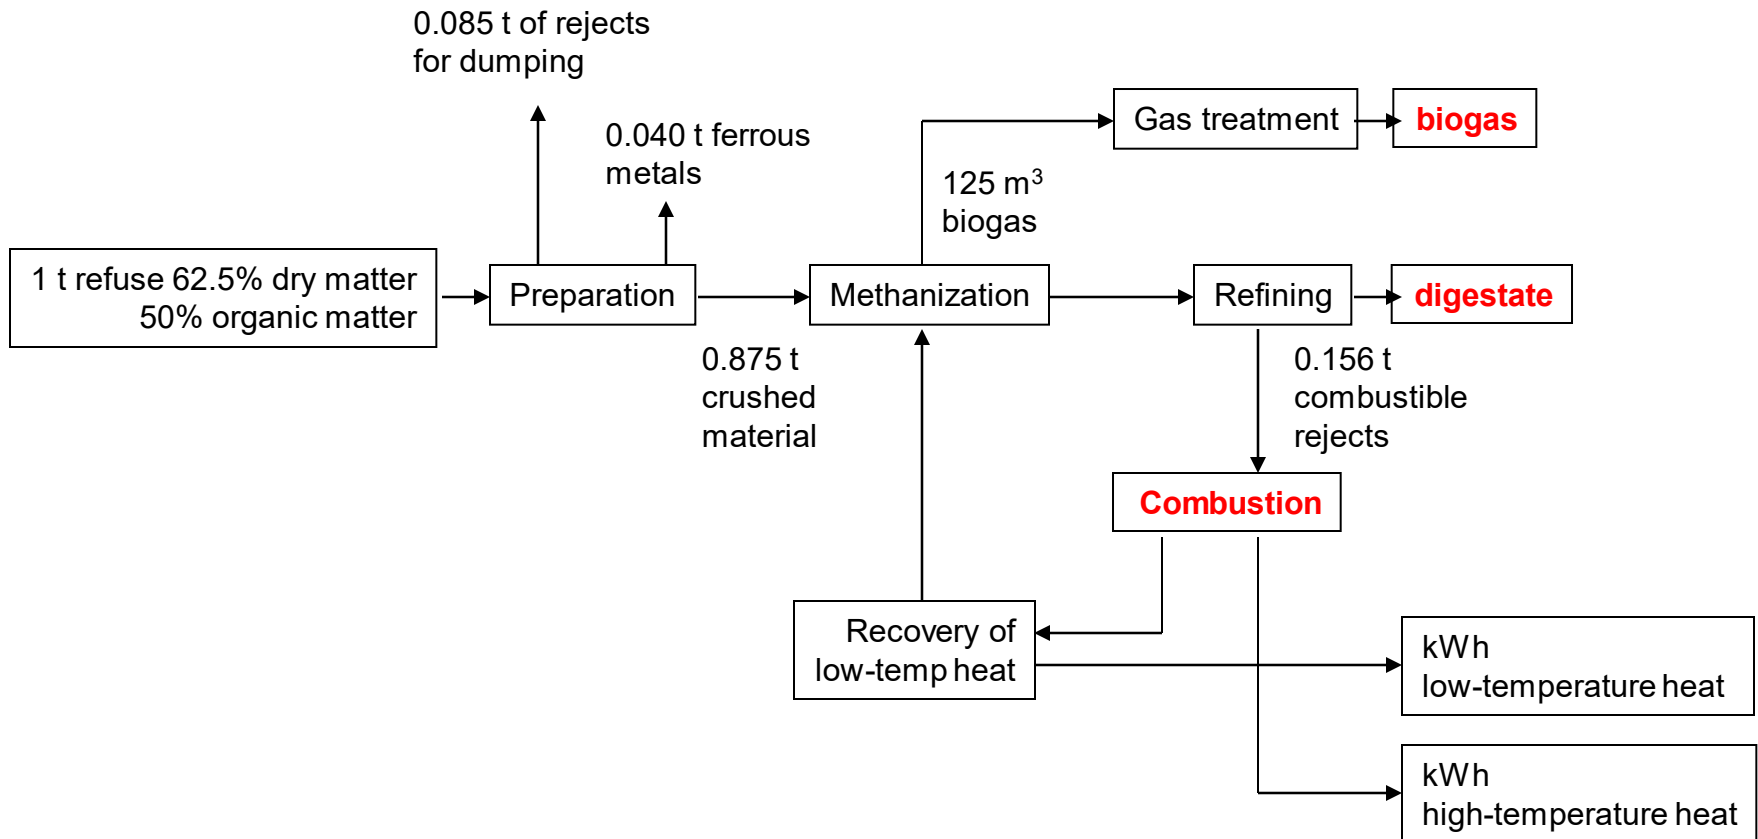 0.085 t of rejects
for dumping
0.040 t ferrous
metals
Gas treatment
biogas
125 m³
biogas
1 t refuse 62.5% dry matter
50% organic matter
Preparation
Methanization
Refining
digestate
0.875 t
crushed
material
0.156 t
combustible
rejects
Combustion
Recovery of
low-temp heat
kWh
low-temperature heat
kWh
high-temperature heat